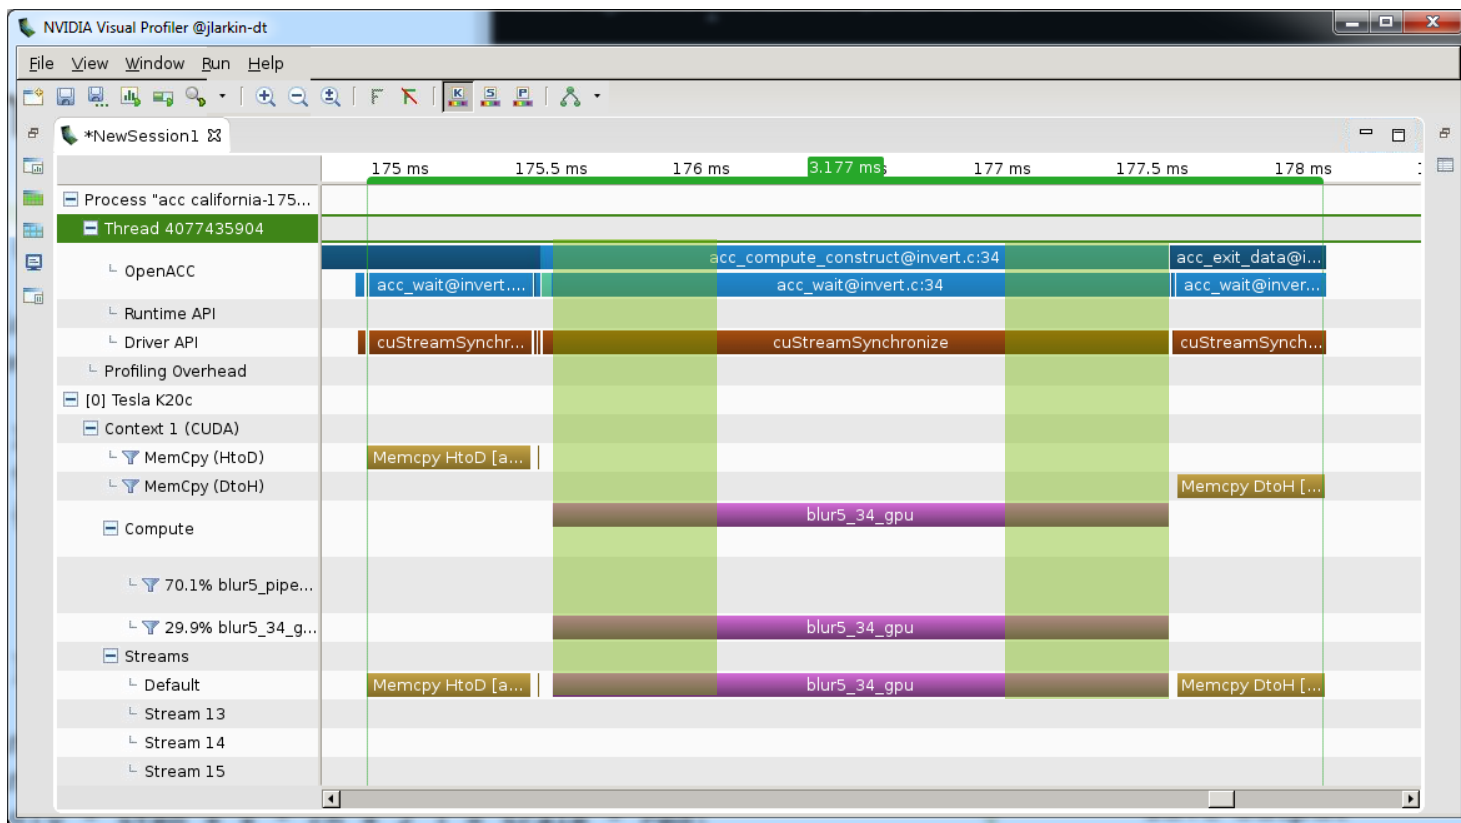 NVIDIA Visual Profiler @jlarkin-dt
File View Window Run Help
*NewSession1
175 ms 175.5 ms 176 ms 3.177 ms 177 ms 177.5 ms 178 ms
Process "acc california-175...
Thread 4077435904
acc_compute_construct@invert.c:34 acc_exit_data@i...
OpenACC
acc_wait@invert.... acc_wait@invert.c:34 acc_wait@inver...
Runtime API
Driver API cuStreamSynchr... cuStreamSynchronize cuStreamSynch...
Profiling Overhead
[0] Tesla K20c
Context 1 (CUDA)
MemCpy (HtoD) Memcpy HtoD [a...
MemCpy (DtoH) Memcpy DtoH [...
blur5_34_gpu
Compute
70.1% blur5_pipe...
29.9% blur5_34_g... blur5_34_gpu
Streams
Default Memcpy HtoD [a... blur5_34_gpu Memcpy DtoH [...
Stream 13
Stream 14
Stream 15